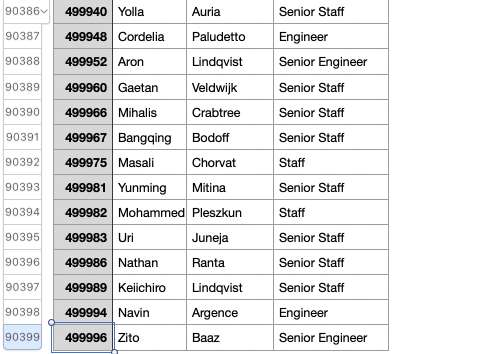 90386 499940 Yolla Auria Senior Staff
90387 499948 Cordelia Paludetto Engineer
90388 499952 Aron Lindqvist Senior Engineer
90389 499960 Gaetan Veldwijk Senior Staff
90390 499966 Mihalis Crabtree Senior Staff
90391 499967 Bangqing Bodoff Senior Staff
90392 499975 Masali Chorvat Staff
90393 499981 Yunming Mitina Senior Staff
90394 499982 Mohammed Pleszkun Staff
90395 499983 Uri Juneja Senior Staff
90396 499986 Nathan Ranta Senior Staff
90397 499989 Keiichiro Lindqvist Senior Staff
90398 499994 Navin Argence Engineer
90399 499996 Zito Baaz Senior Engineer